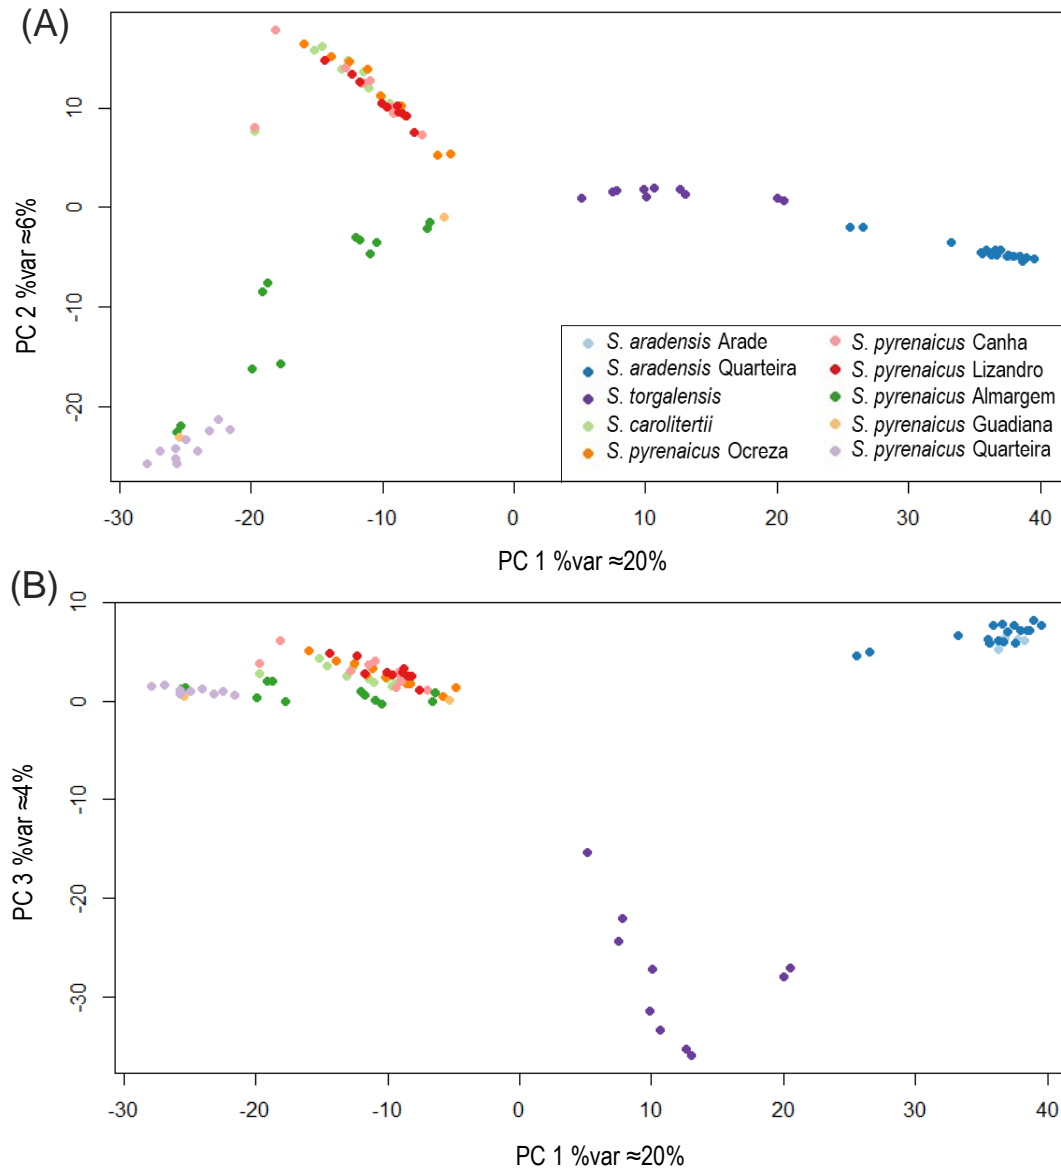 (A)
10
0
-10
-20
PC 2 %var ≈6%
S. aradensis Arade
S. aradensis Quarteira
S. torgalensis
S. carolitertii
S. pyrenaicus Ocreza
S. pyrenaicus Canha
S. pyrenaicus Lizandro
S. pyrenaicus Almargem
S. pyrenaicus Guadiana
S. pyrenaicus Quarteira
-30 -20 -10 0 10 20 30 40
PC 1 %var ≈20%
(B)
10
0
-10
-20
-30
PC 3 %var ≈4%
-30 -20 -10 0 10 20 30 40
PC 1 %var ≈20%